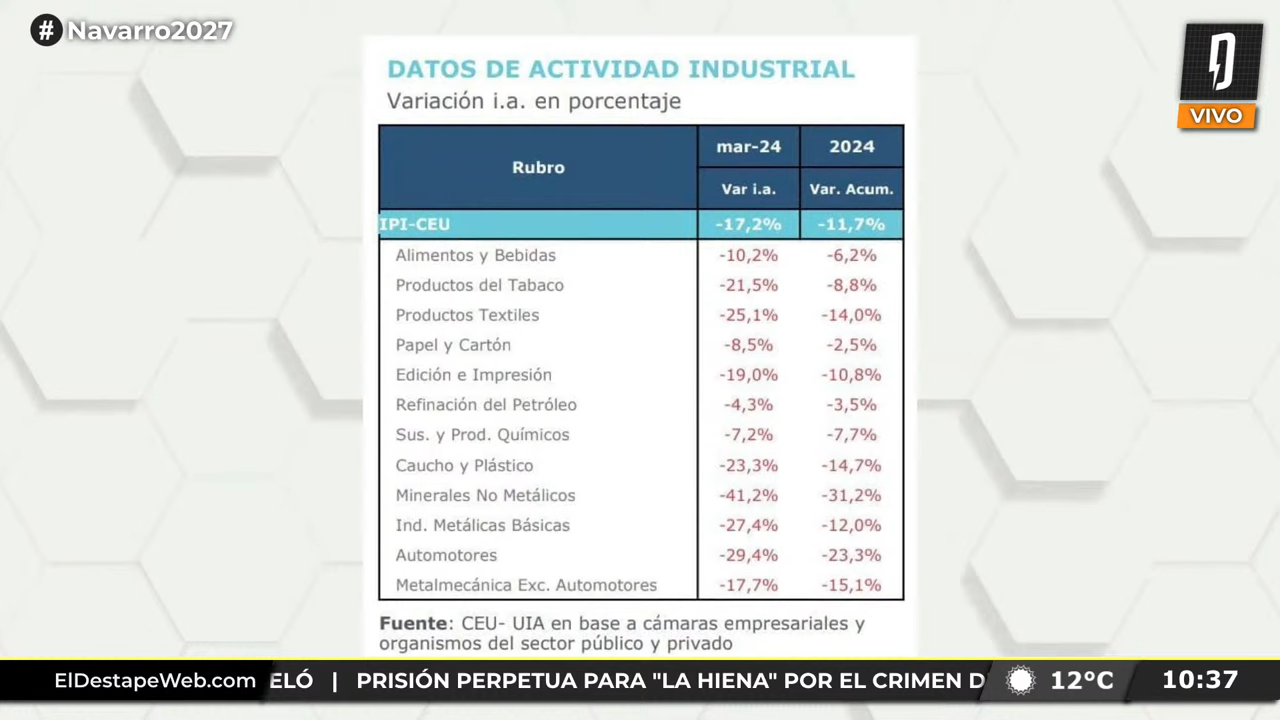 # Navarro2027
VIVO
DATOS DE ACTIVIDAD INDUSTRIAL
Variación i.a. en porcentaje
Rubro mar-24 2024
Var i.a. Var. Acum.
IPI-CEU -17,2% -11,7%
Alimentos y Bebidas -10,2% -6,2%
Productos del Tabaco -21,5% -8,8%
Productos Textiles -25,1% -14,0%
Papel y Cartón -8,5% -2,5%
Edición e Impresión -19,0% -10,8%
Refinación del Petróleo -4,3% -3,5%
Sus. y Prod. Químicos -7,2% -7,7%
Caucho y Plástico -23,3% -14,7%
Minerales No Metálicos -41,2% -31,2%
Ind. Metálicas Básicas -27,4% -12,0%
Automotores -29,4% -23,3%
Metalmecánica Exc. Automotores -17,7% -15,1%
Fuente: CEU- UIA en base a cámaras empresariales y
organismos del sector público y privado
ElDestapeWeb.com ELÓ | PRISIÓN PERPETUA PARA "LA HIENA" POR EL CRIMEN D 12°C 10:37